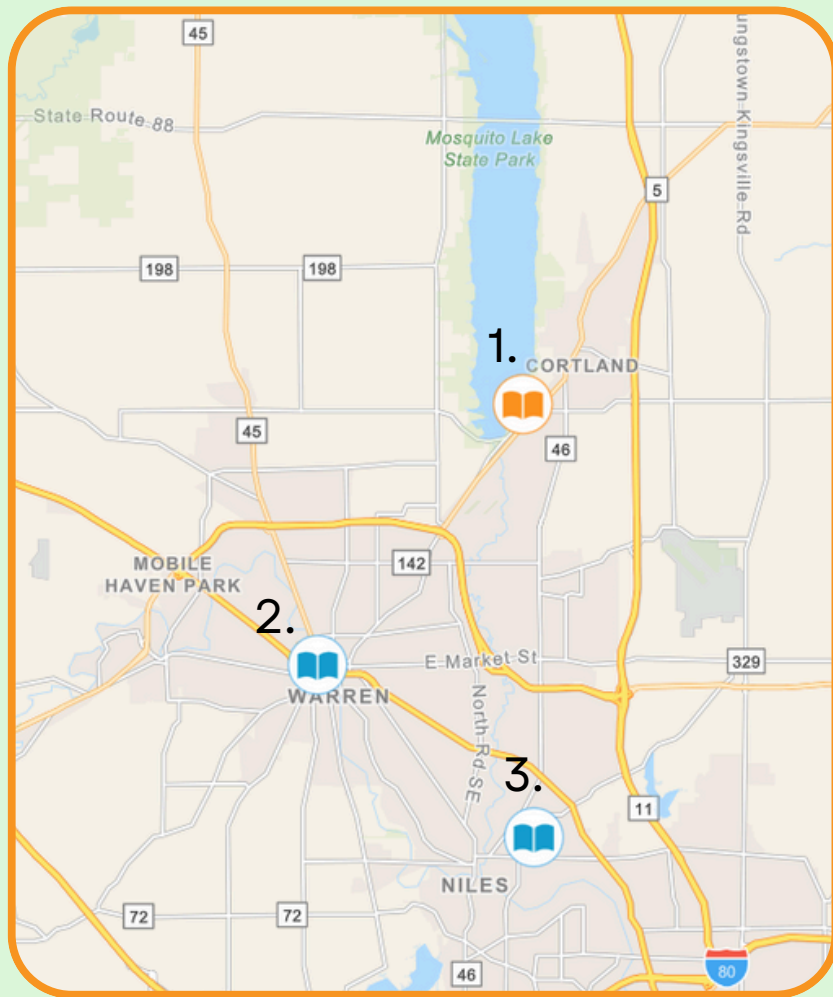 45
State Route 88
Mosquito Lake
State Park
ungstown-Kingsville Rd
5
198
198
1.
CORTLAND
45
46
142
MOBILE
HAVEN PARK
2.
E Market St
329
WARREN
North Rd SE
3.
11
NILES
72
72
46
80